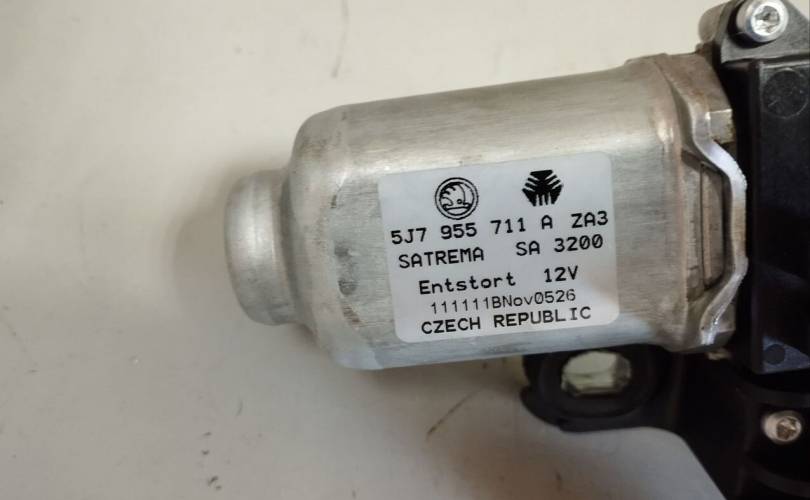 5J7 955 711 A ZA3
SATREMA SA 3200
Entstort 12V
111111BNov0526
CZECH REPUBLIC